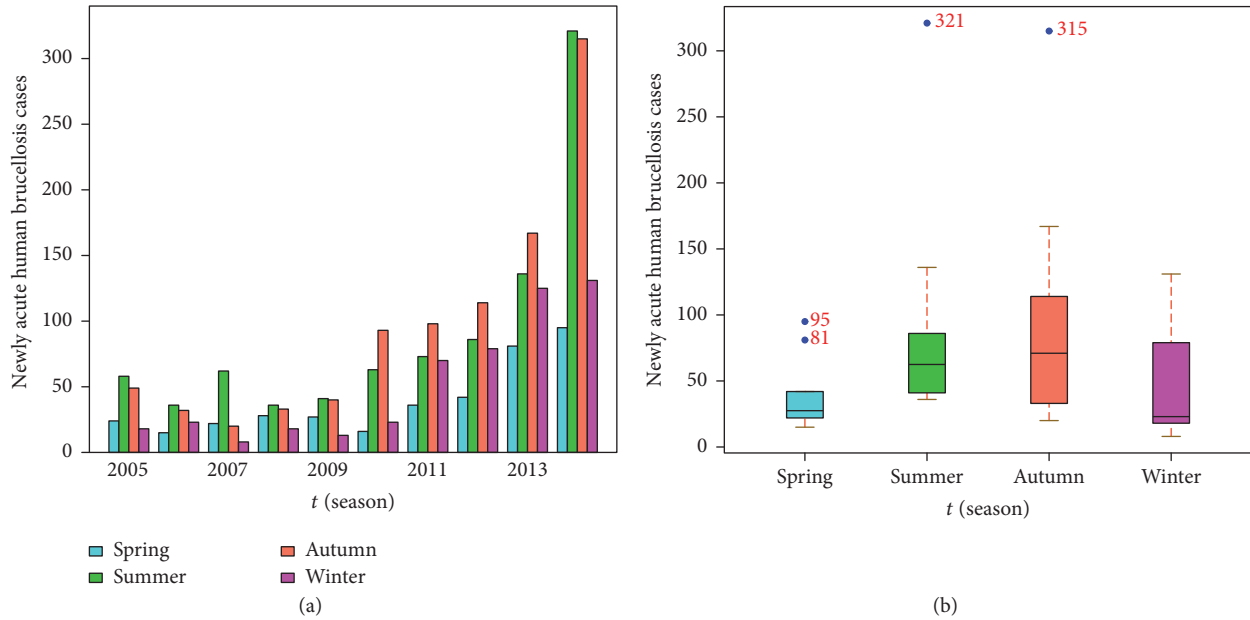 Newly acute human brucellosis cases
300
250
200
150
100
50
0
2005 2007 2009 2011 2013
t (season)
Spring
Summer
Autumn
Winter
(a)
Newly acute human brucellosis cases
300
250
200
150
100
50
0
321
315
95
81
Spring Summer Autumn Winter
t (season)
(b)